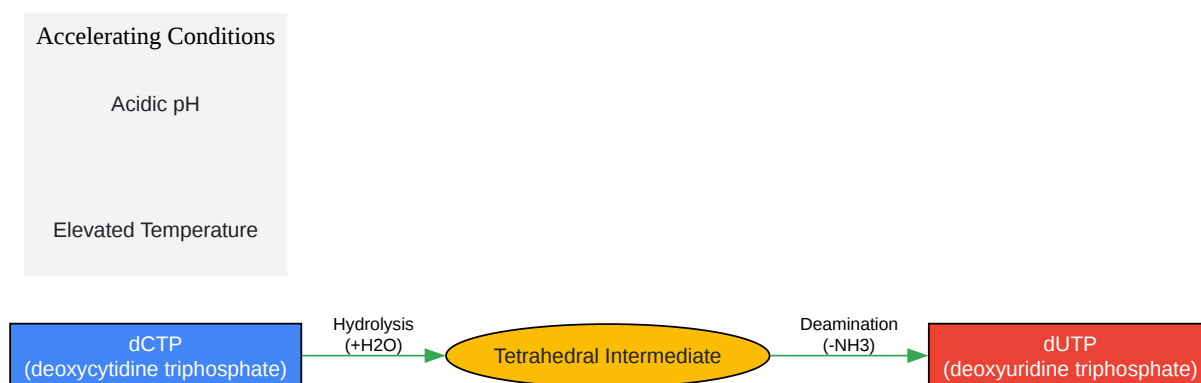 Accelerating Conditions
Acidic pH
Elevated Temperature
dCTP
(deoxycytidine triphosphate)
Hydrolysis
(+H2O)
Tetrahedral Intermediate
Deamination
(-NH3)
dUTP
(deoxyuridine triphosphate)